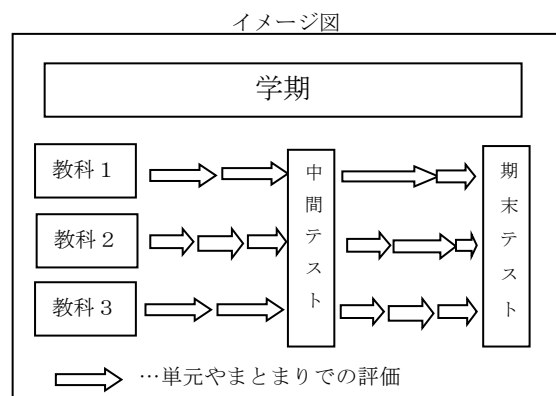 イメージ図
学期
教科１
教科２
教科３
中間テスト
期末テスト
…単元やまとまりでの評価